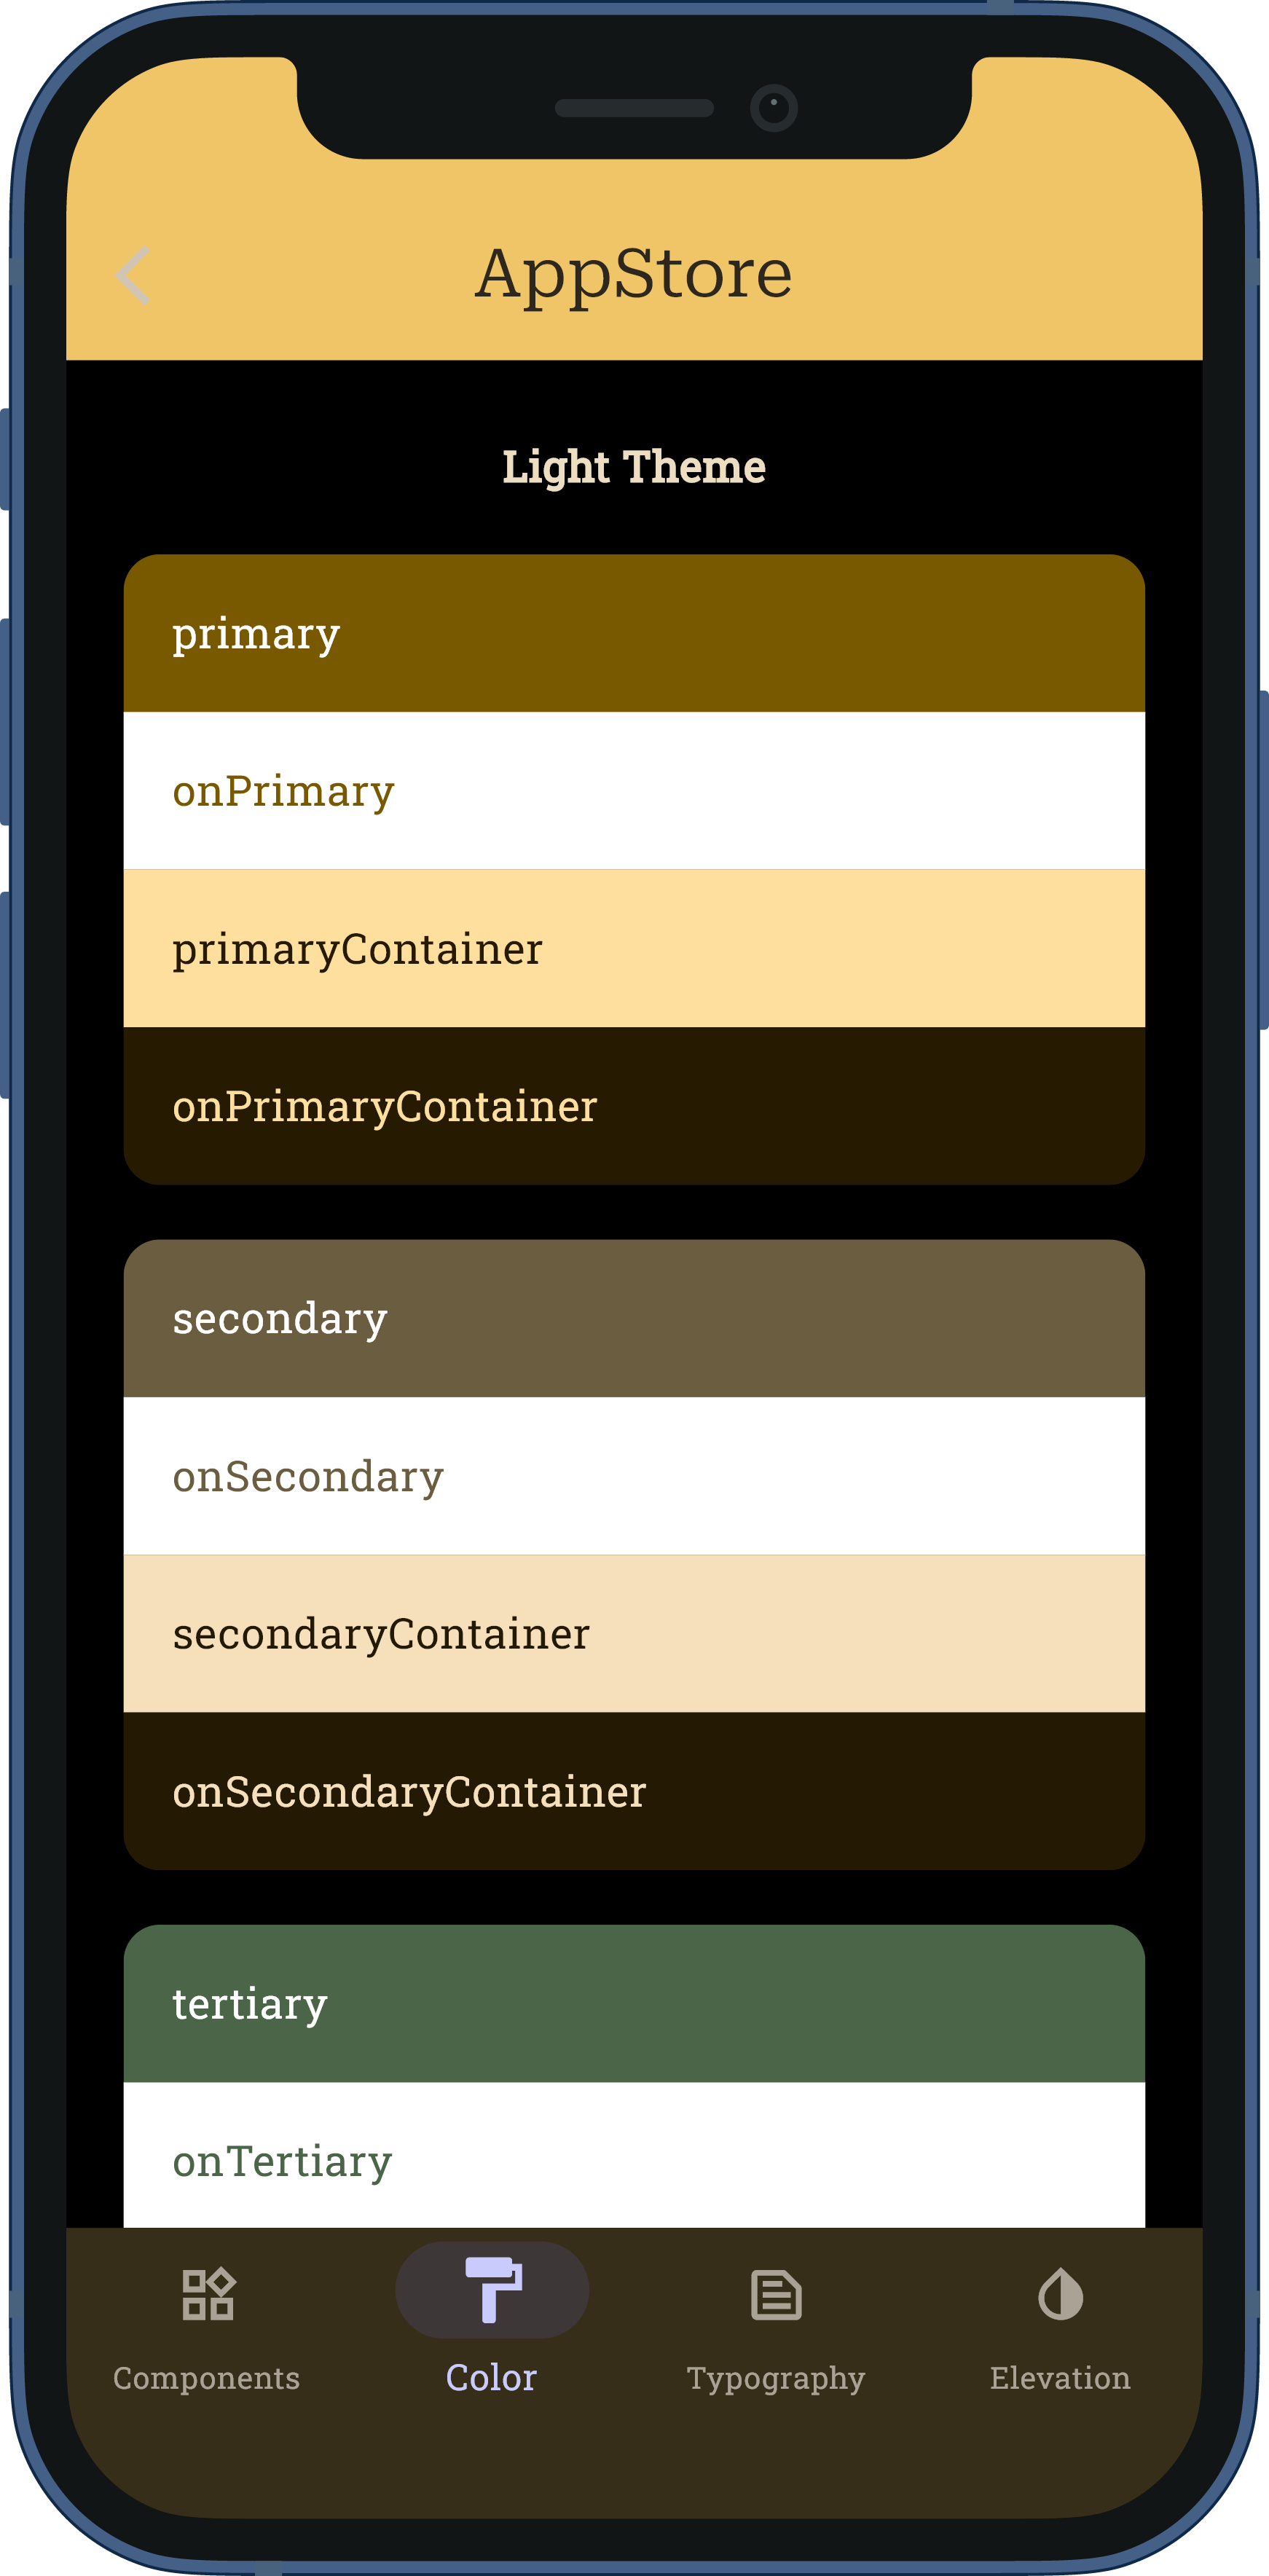 AppStore
Light Theme
primary
onPrimary
primaryContainer
onPrimaryContainer
secondary
onSecondary
secondaryContainer
onSecondaryContainer
tertiary
onTertiary
Components
Color
Typography
Elevation